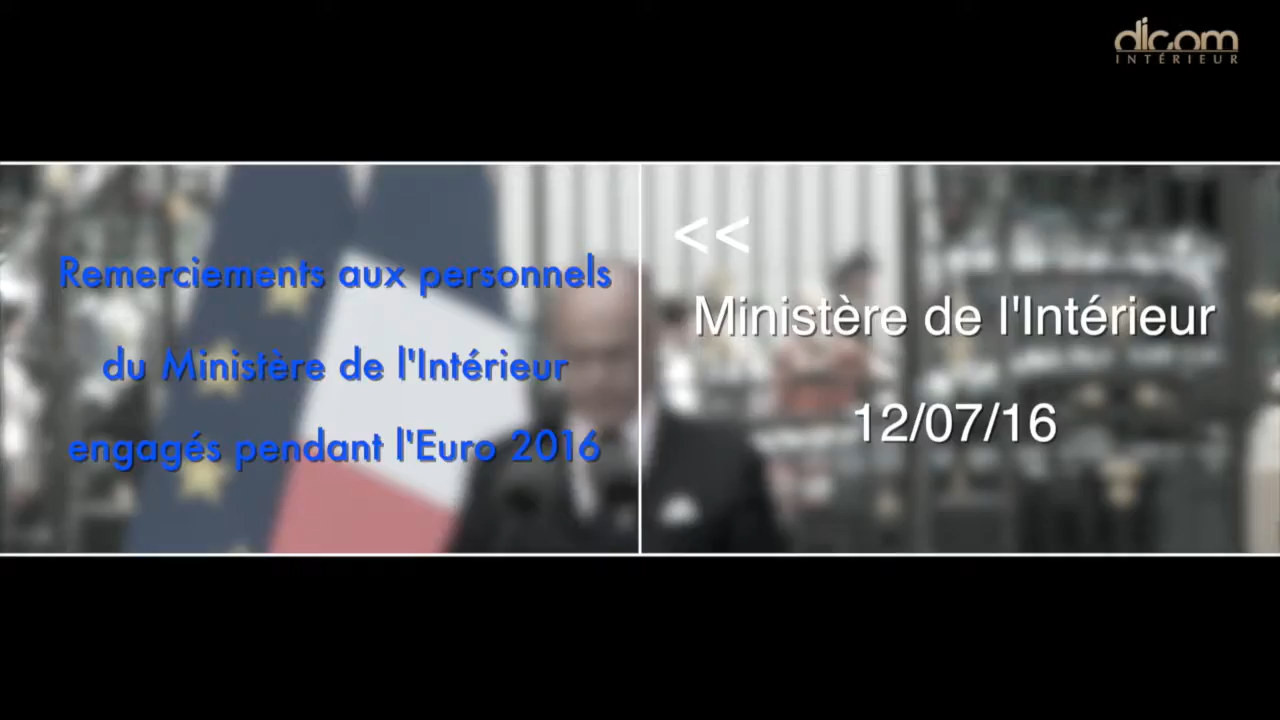 dicom
INTÉRIEUR
Remerciements aux personnels
du Ministère de l'Intérieur
engagés pendant l'Euro 2016
<<
Ministère de l'Intérieur
12/07/16